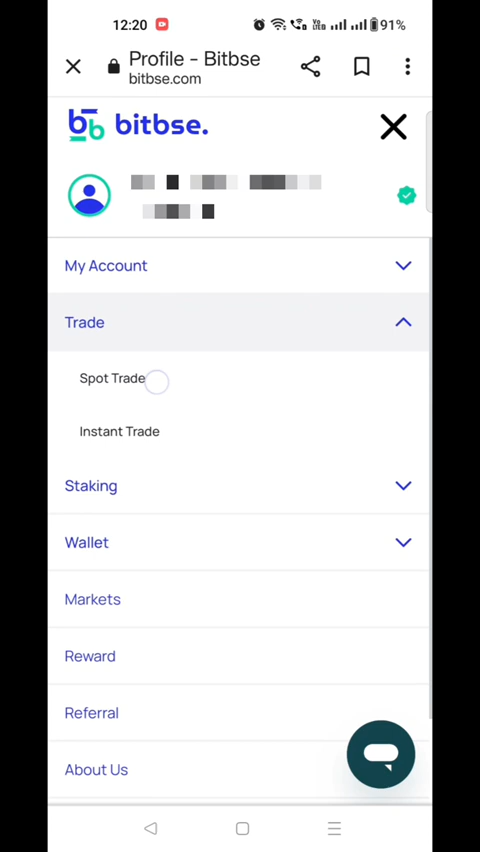 12:20
91%
Profile - Bitbse
bitbse.com
bitbse.
My Account
Trade
Spot Trade
Instant Trade
Staking
Wallet
Markets
Reward
Referral
About Us